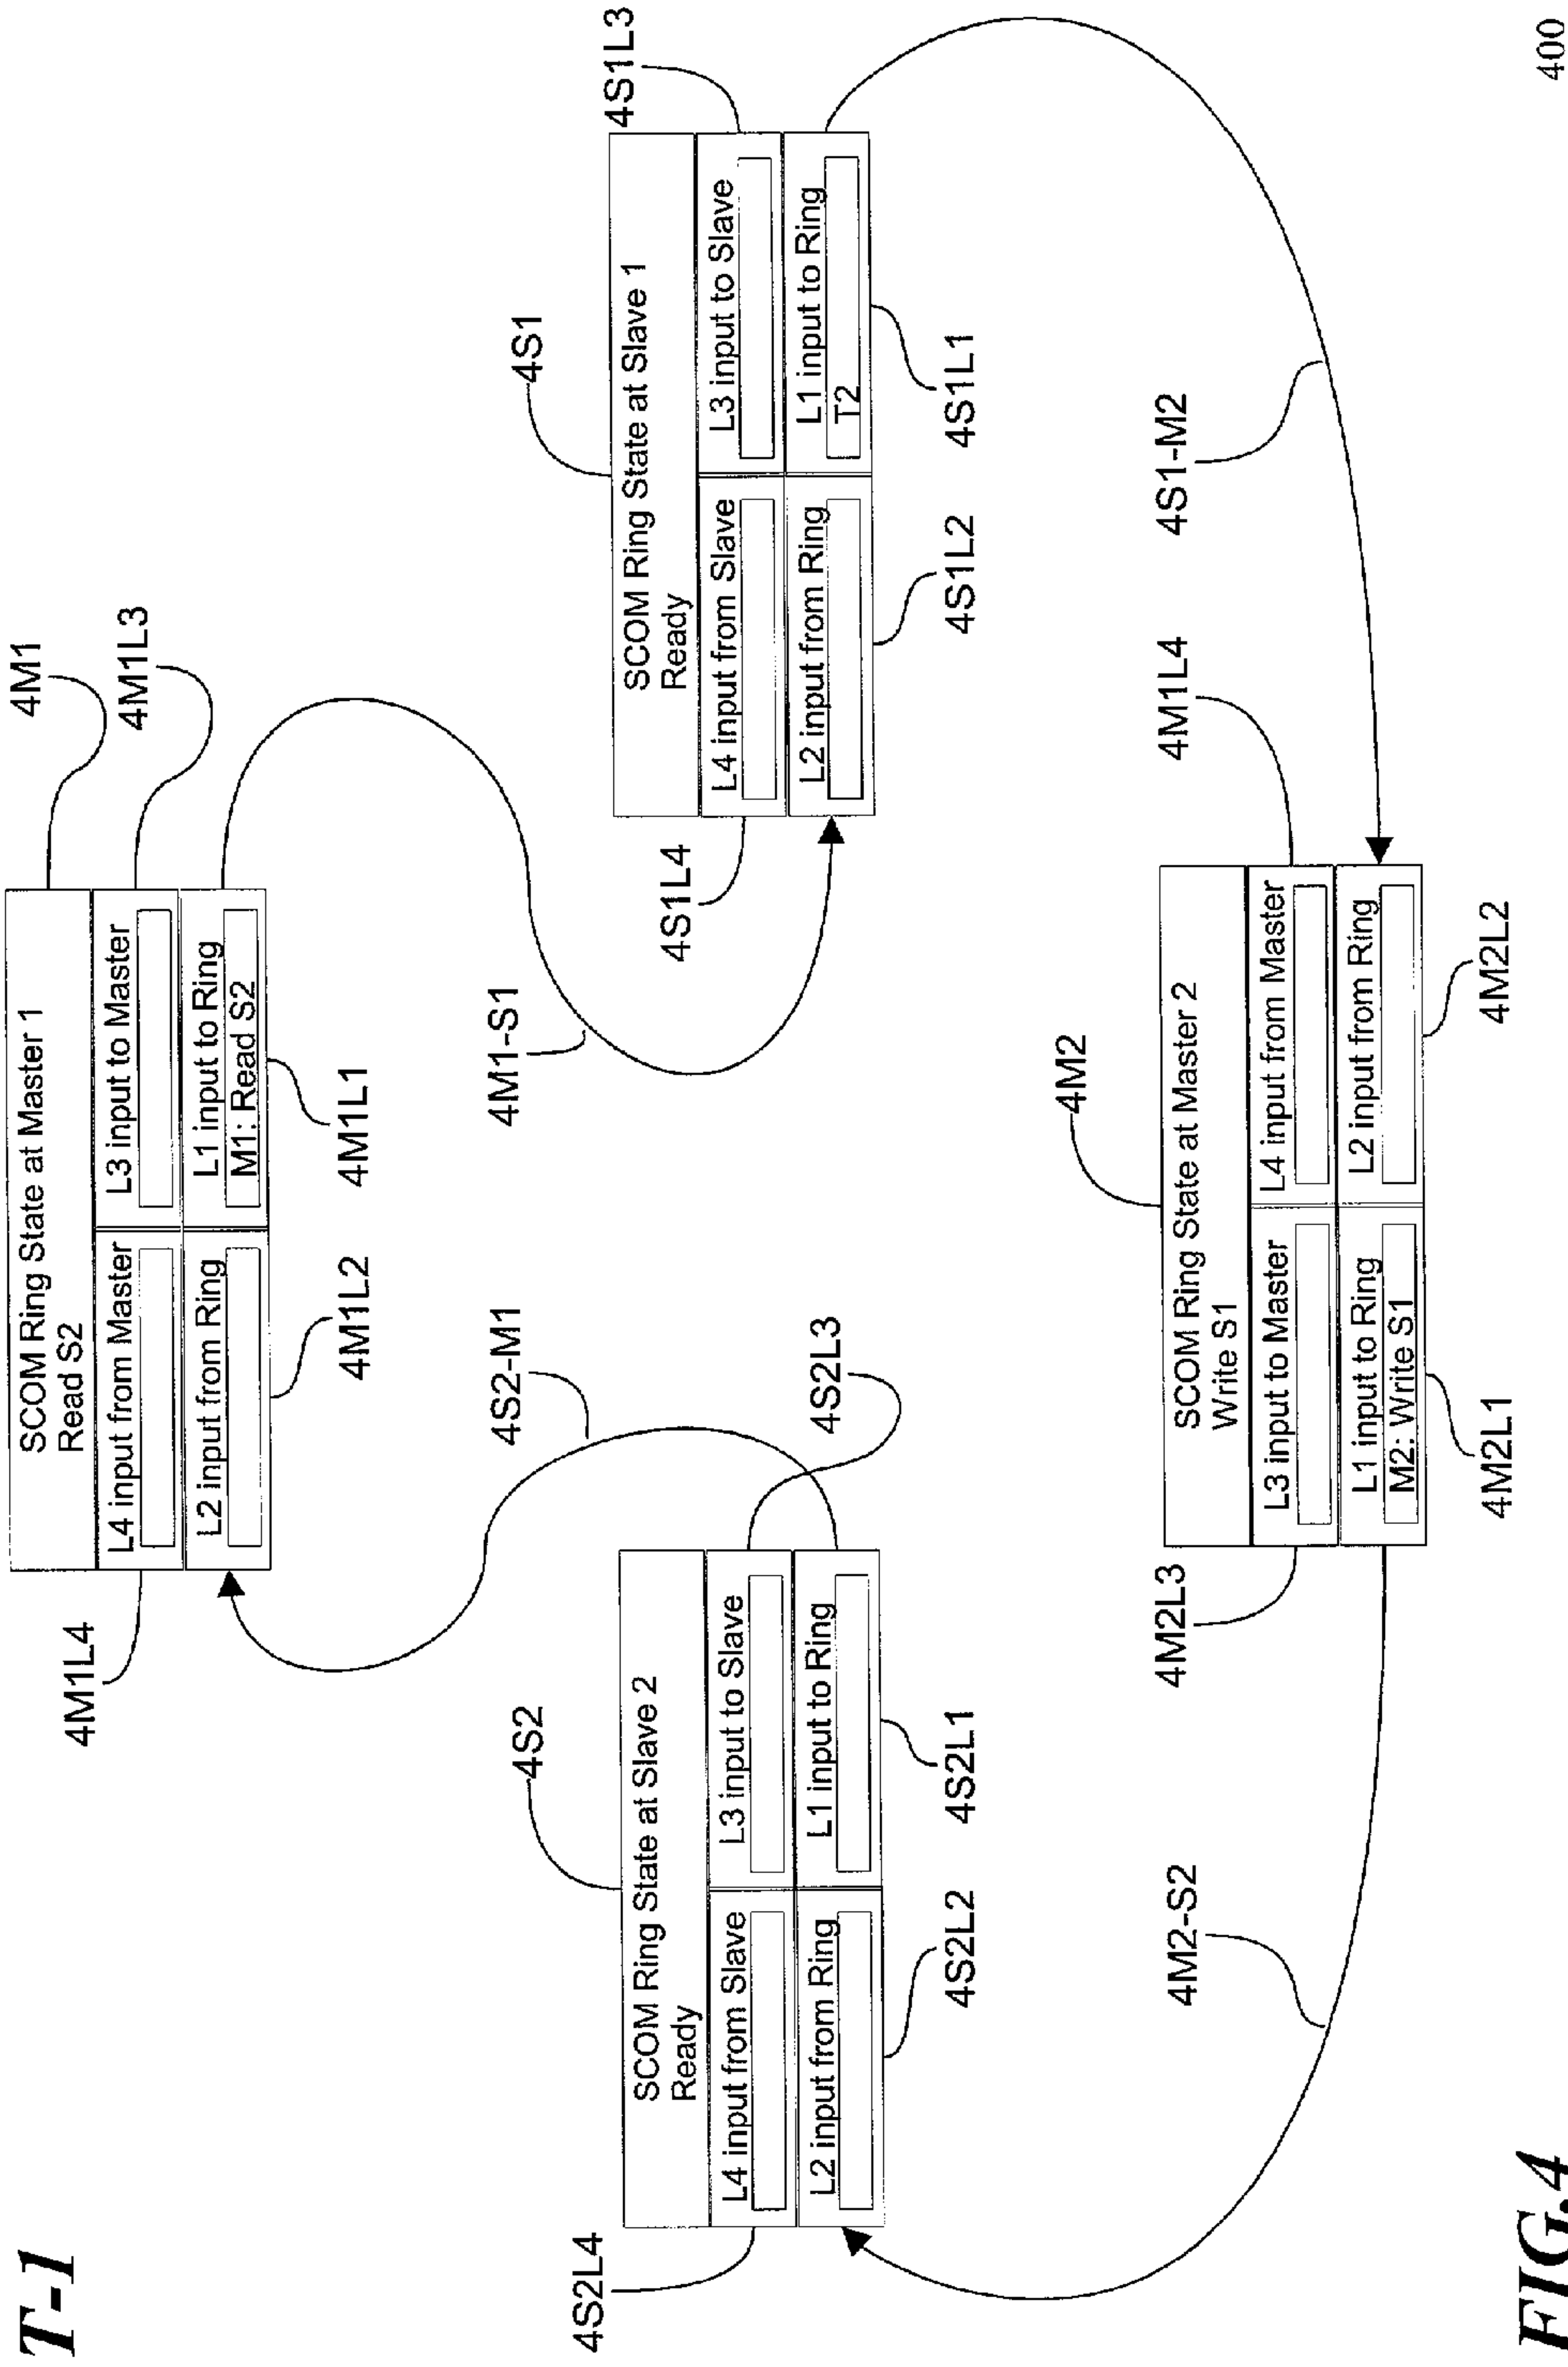 T-1
4M1
SCOM Ring State at Master 1
Read S2
4M1L4
L4 input from Master
L3 input to Master
4M1L3
L2 input from Ring
L1 input to Ring
M1: Read S2
4M1L2
4M1L1
4S2-M1
4M1-S1
4S2
SCOM Ring State at Slave 2
Ready
4S2L4
L4 input from Slave
L3 input to Slave
4S2L3
L2 input from Ring
L1 input to Ring
4S2L2
4S2L1
4S1
SCOM Ring State at Slave 1
Ready
4S1L4
L4 input from Slave
L3 input to Slave
4S1L3
L2 input from Ring
L1 input to Ring
T2
4S1L2
4S1L1
4M2-S2
4S1-M2
4M2
SCOM Ring State at Master 2
Write S1
4M2L3
L3 input to Master
L4 input from Master
4M1L4
L1 input to Ring
M2: Write S1
L2 input from Ring
4M2L1
4M2L2
FIG.4
400